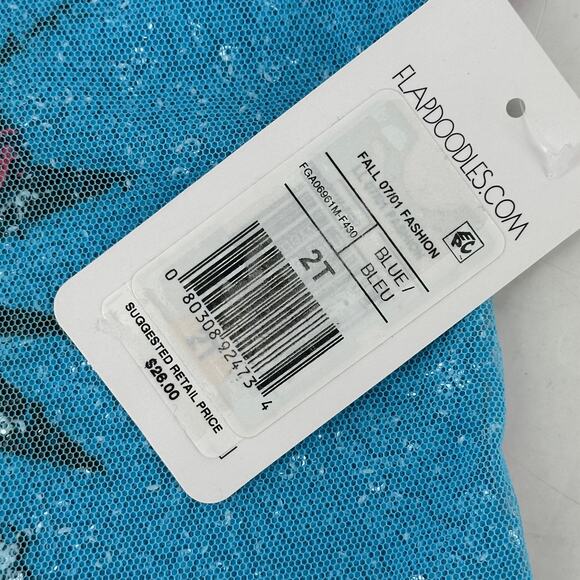 FLAPDOODLES.COM
FALL 07/01 FASHION
FGA06961M-F430
BLUE/
BLEU
2T
0 80308 92473 4
SUGGESTED RETAIL PRICE
$26.00